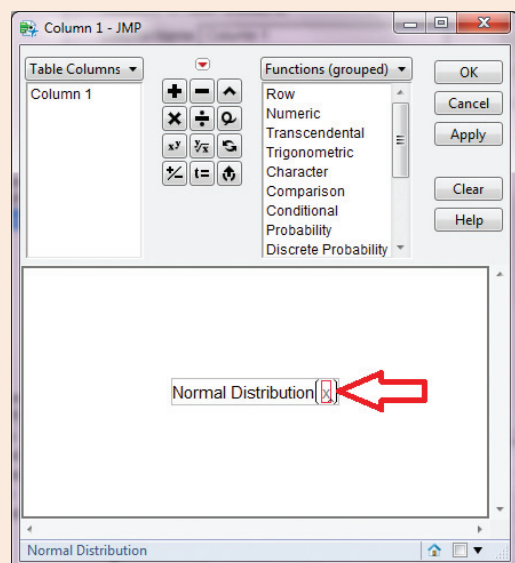 Column 1 - JMP
Table Columns
Column 1
Functions (grouped)
Row
Numeric
Transcendental
Trigonometric
Character
Comparison
Conditional
Probability
Discrete Probability
OK
Cancel
Apply
Clear
Help
+ − ^
× ÷
xʸ ʸ√x
+/− t=
Normal Distribution(x)
Normal Distribution